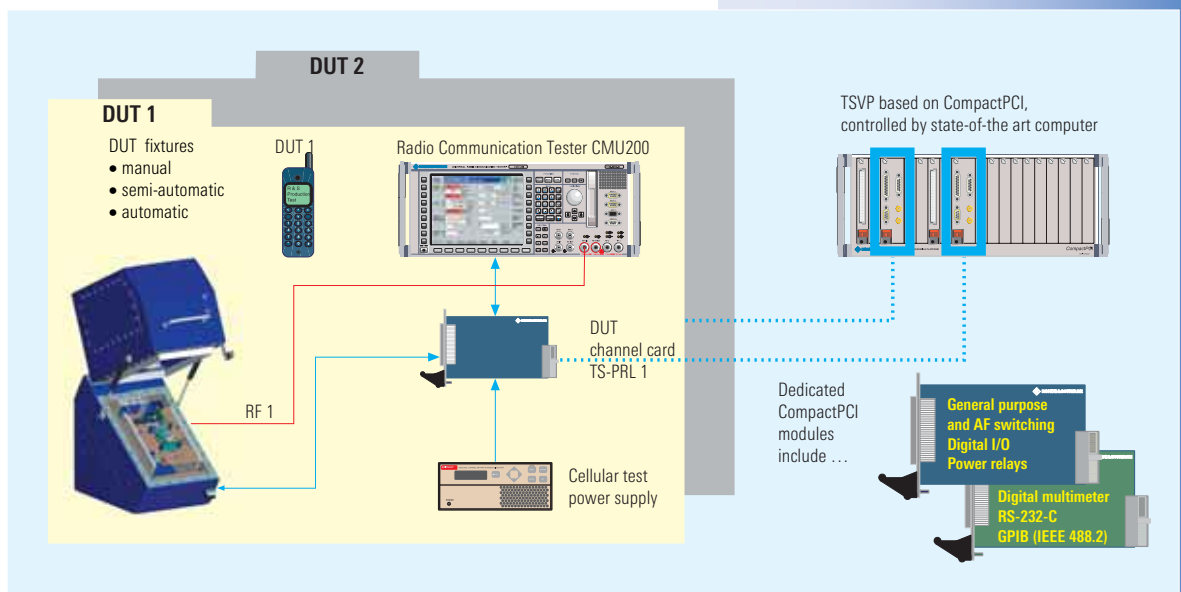 DUT 2
DUT 1
DUT fixtures
• manual
• semi-automatic
• automatic
DUT 1
R & S
Production
Test
Radio Communication Tester CMU200
TSVP based on CompactPCI,
controlled by state-of-the art computer
CompactPCI
DUT
channel card
TS-PRL 1
RF 1
Cellular test
power supply
Dedicated
CompactPCI
modules
include …
General purpose
and AF switching
Digital I/O
Power relays
Digital multimeter
RS-232-C
GPIB (IEEE 488.2)